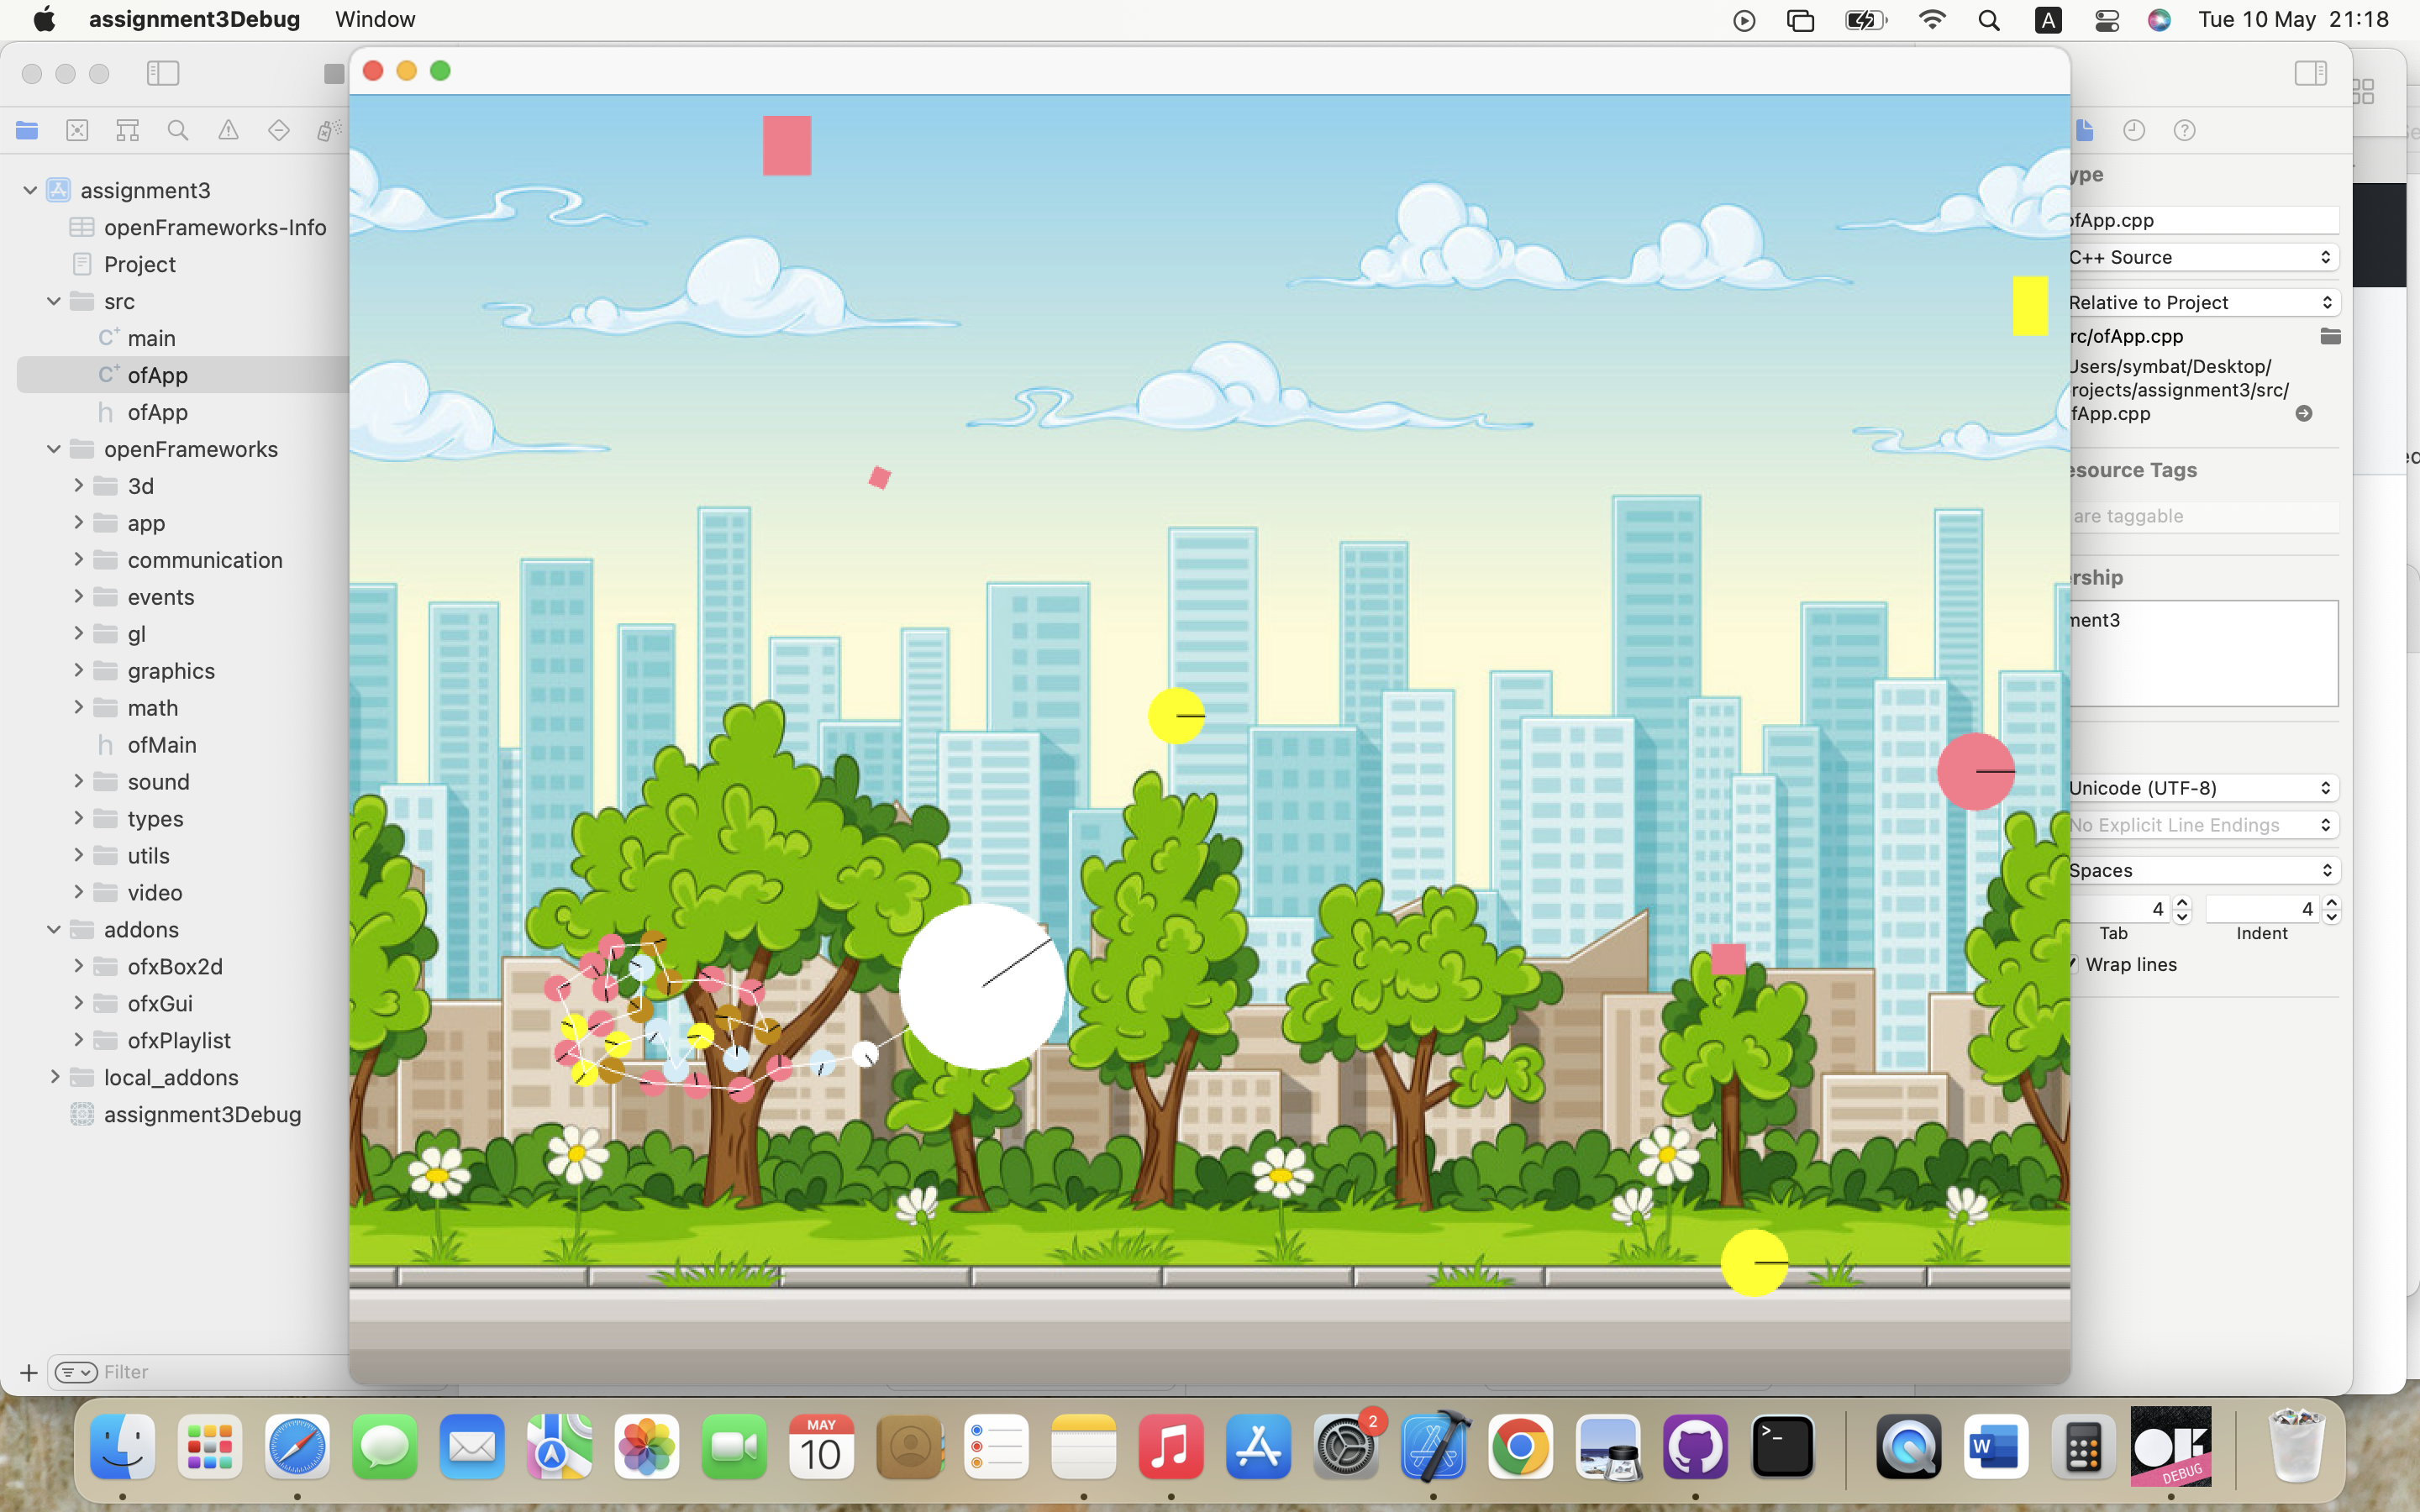 assignment3Debug Window
A Tue 10 May 21:18
assignment3
openFrameworks-Info
Project
src
main
ofApp
ofApp
openFrameworks
3d
app
communication
events
gl
graphics
math
ofMain
sound
types
utils
video
addons
ofxBox2d
ofxGui
ofxPlaylist
local_addons
assignment3Debug
Filter
ype
ofApp.cpp
C++ Source
Relative to Project
rc/ofApp.cpp
Users/symbat/Desktop/
rojects/assignment3/src/
fApp.cpp
esource Tags
are taggable
ership
ment3
Unicode (UTF-8)
No Explicit Line Endings
Spaces
4 4
Tab Indent
Wrap lines
MAY
10
2
W
DEBUG